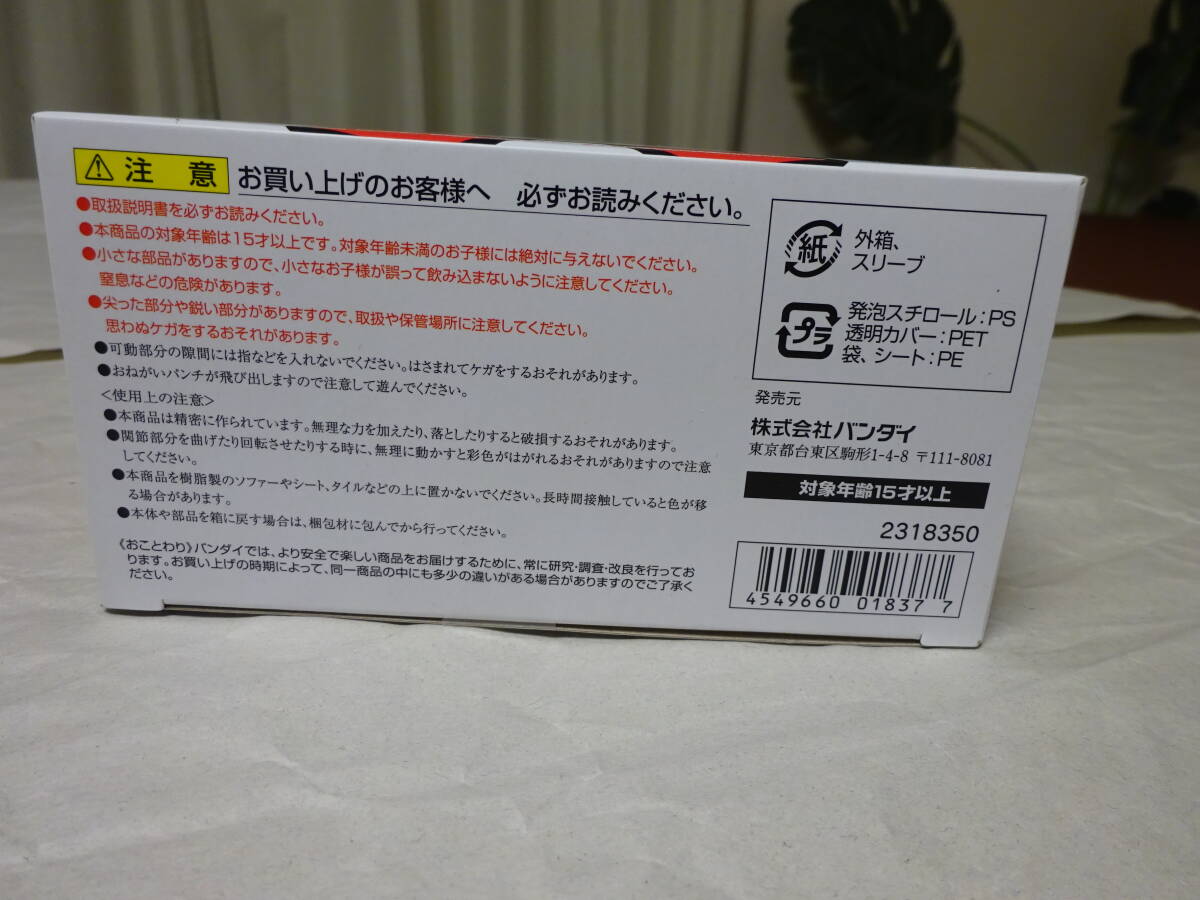 注 意 お買い上げのお客様へ 必ずお読みください。
●取扱説明書を必ずお読みください。
●本商品の対象年齢は15才以上です。対象年齢未満のお子様には絶対に与えないでください。
●小さな部品がありますので、小さなお子様が誤って飲み込まないように注意してください。
窒息などの危険があります。
●尖った部分や鋭い部分がありますので、取扱や保管場所に注意してください。
思わぬケガをするおそれがあります。
●可動部分の隙間には指などを入れないでください。はさまれてケガをするおそれがあります。
●おねがいパンチが飛び出しますので注意して遊んでください。
<使用上の注意>
●本商品は精密に作られています。無理な力を加えたり、落としたりすると破損するおそれがあります。
●関節部分を曲げたり回転させたりする時に、無理に動かすと彩色がはがれるおそれがありますので注意
してください。
●本商品を樹脂製のソファーやシート、タイルなどの上に置かないでください。長時間接触していると色が移
る場合があります。
●本体や部品を箱に戻す場合は、梱包材に包んでから行ってください。
《おことわり》バンダイでは、より安全で楽しい商品をお届けするために、常に研究・調査・改良を行ってお
ります。お買い上げの時期によって、同一商品の中にも多少の違いがある場合がありますのでご了承く
ださい。
紙 外箱、
スリーブ
プラ 発泡スチロール:PS
透明カバー:PET
袋、シート:PE
発売元
株式会社バンダイ
東京都台東区駒形1-4-8 〒111-8081
対象年齢15才以上
2318350
4549660 01837 7